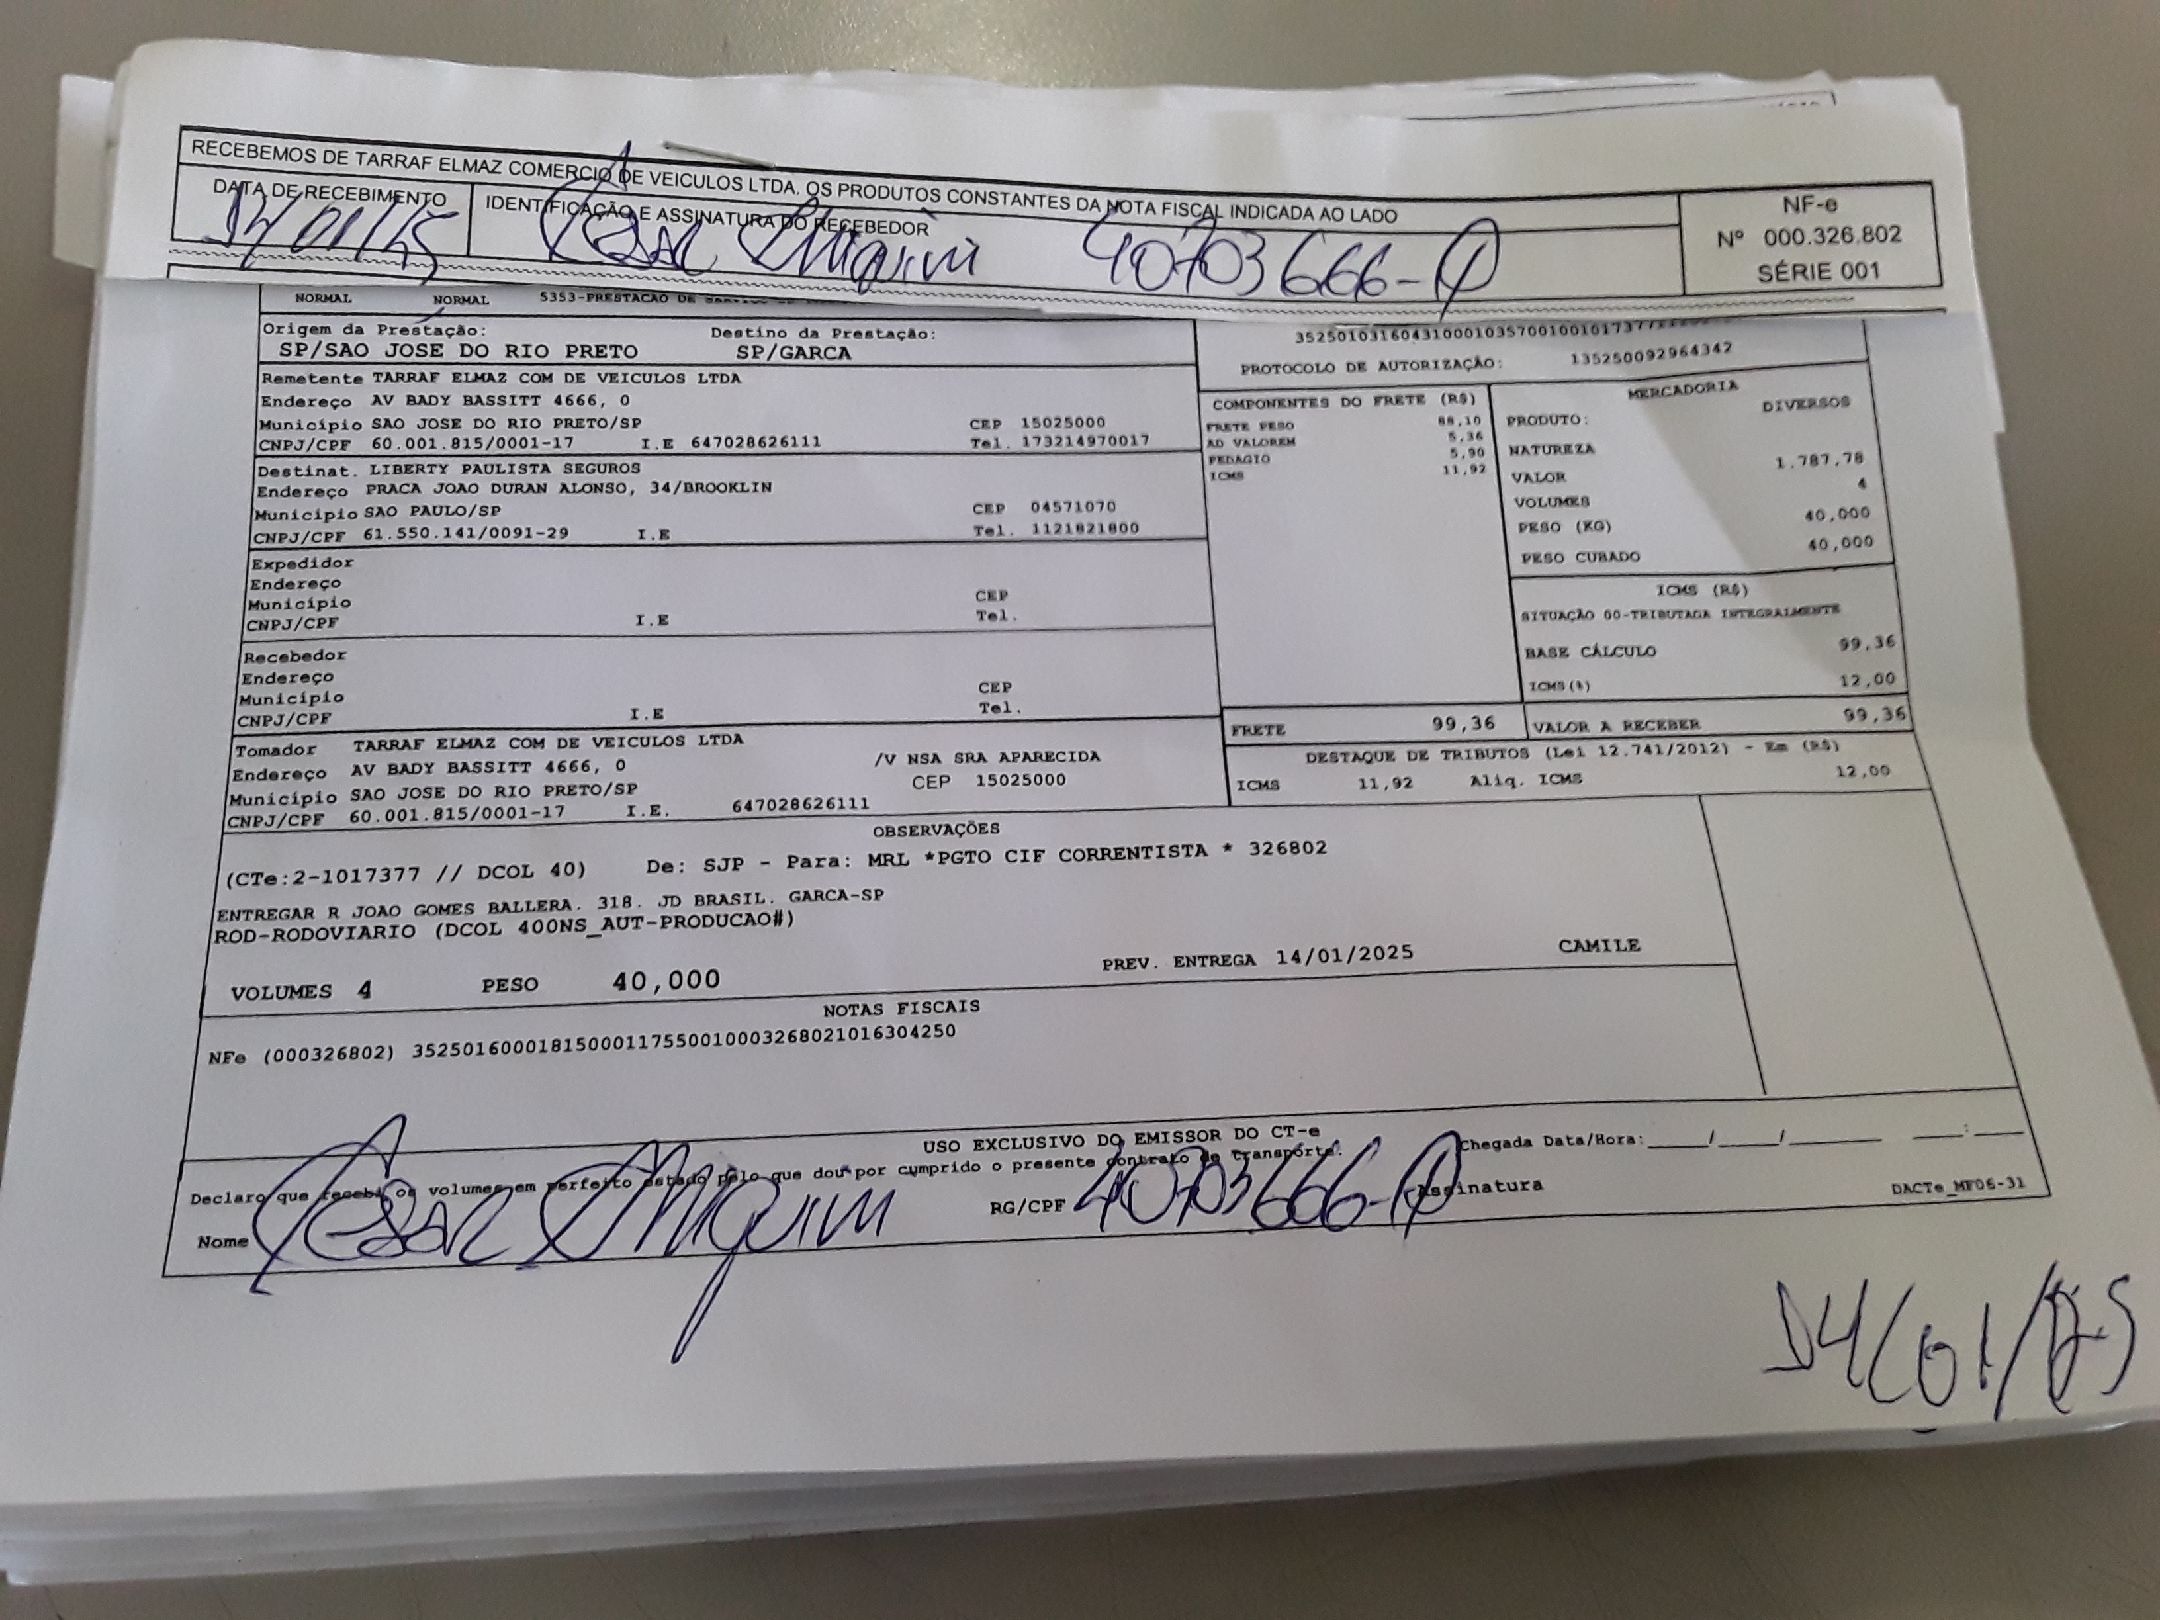 RECEBEMOS DE TARRAF ELMAZ COMERCIO DE VEICULOS LTDA. OS PRODUTOS CONSTANTES DA NOTA FISCAL INDICADA AO LADO
DATA DE RECEBIMENTO
IDENTIFICAÇÃO E ASSINATURA DO RECEBEDOR
14/01/25 Cesar 40703666-
NF-e
Nº 000.326.802
SÉRIE 001
NORMAL NORMAL 5353-PRESTACAO DE
Origem da Prestação: Destino da Prestação:
SP/SAO JOSE DO RIO PRETO SP/GARCA
PROTOCOLO DE AUTORIZAÇÃO: 135250092964342
Remetente TARRAF ELMAZ COM DE VEICULOS LTDA
Endereço AV BADY BASSITT 4666, 0
Município SAO JOSE DO RIO PRETO/SP CEP 15025000
CNPJ/CPF 60.001.815/0001-17 I.E 647028626111 Tel. 173214970017
Destinat. LIBERTY PAULISTA SEGUROS
Endereço PRACA JOAO DURAN ALONSO, 34/BROOKLIN
Município SAO PAULO/SP CEP 04571070
CNPJ/CPF 61.550.141/0091-29 I.E Tel. 1121821800
Expedidor
Endereço
Município CEP
CNPJ/CPF I.E Tel.
Recebedor
Endereço
Município CEP
CNPJ/CPF I.E Tel.
Tomador TARRAF ELMAZ COM DE VEICULOS LTDA
Endereço AV BADY BASSITT 4666, 0 /V NSA SRA APARECIDA
Município SAO JOSE DO RIO PRETO/SP CEP 15025000
CNPJ/CPF 60.001.815/0001-17 I.E. 647028626111
COMPONENTES DO FRETE (R$)
FRETE PESO 88,10
AD VALOREM 5,36
PEDAGIO 5,90
ICMS 11,92
MERCADORIA
PRODUTO: DIVERSOS
NATUREZA
VALOR 1.787,78
VOLUMES 4
PESO (KG) 40,000
PESO CUBADO 40,000
ICMS (R$)
SITUAÇÃO 00-TRIBUTADA INTEGRALMENTE
BASE CÁLCULO 99,36
ICMS(%) 12,00
FRETE 99,36 VALOR A RECEBER 99,36
DESTAQUE DE TRIBUTOS (Lei 12.741/2012) - Em (R$)
ICMS 11,92 Aliq. ICMS 12,00
OBSERVAÇÕES
(CTe:2-1017377 // DCOL 40) De: SJP - Para: MRL *PGTO CIF CORRENTISTA * 326802
ENTREGAR R JOAO GOMES BALLERA. 318. JD BRASIL. GARCA-SP
ROD-RODOVIARIO (DCOL 400NS_AUT-PRODUCAO#)
VOLUMES 4 PESO 40,000 PREV. ENTREGA 14/01/2025 CAMILE
NOTAS FISCAIS
NFe (000326802) 35250160001815000117550010003268021016304250
USO EXCLUSIVO DO EMISSOR DO CT-e
Declaro que recebi os volumes em perfeito estado pelo que dou por cumprido o presente contrato de transporte. Chegada Data/Hora: ____/____/______ ___:___
Nome Cesar RG/CPF 40703666- Assinatura
DACTe_MF06-31
14/01/25